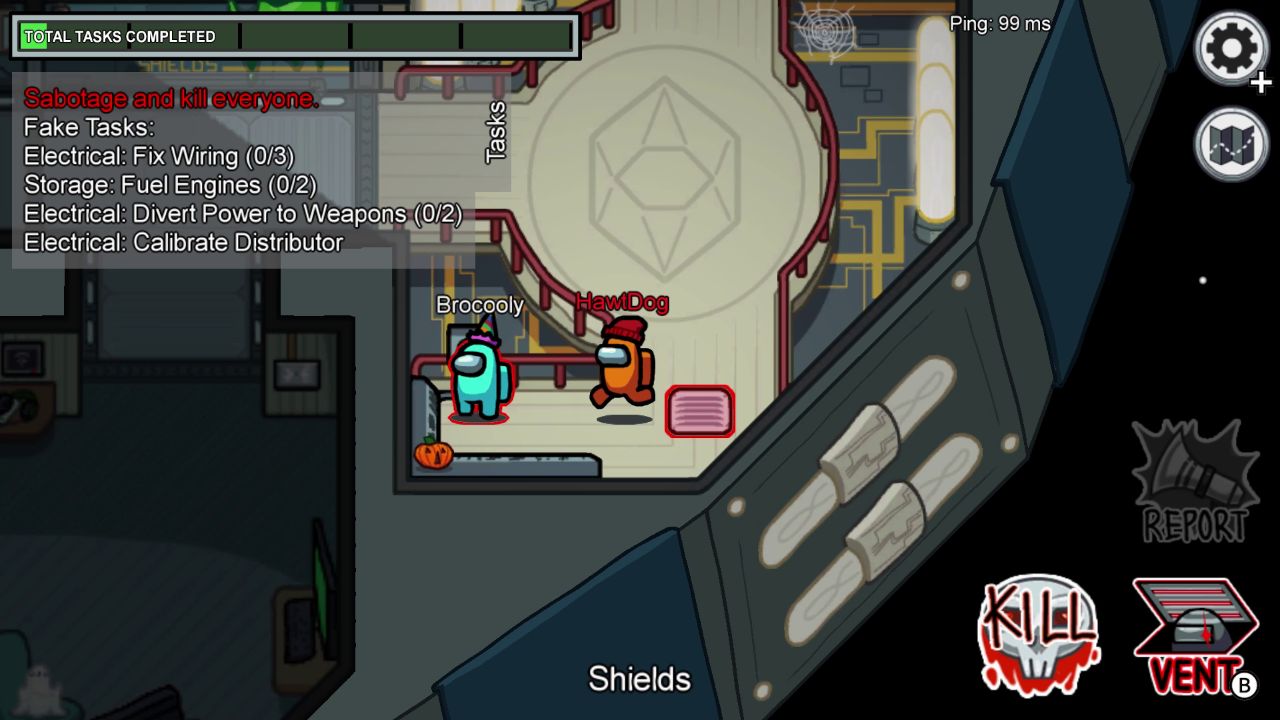 TOTAL TASKS COMPLETED
Ping: 99 ms
SHIELDS
Sabotage and kill everyone.
Fake Tasks:
Electrical: Fix Wiring (0/3)
Storage: Fuel Engines (0/2)
Electrical: Divert Power to Weapons (0/2)
Electrical: Calibrate Distributor
Tasks
Brocooly
HawtDog
REPORT
KILL
VENT
B
Shields